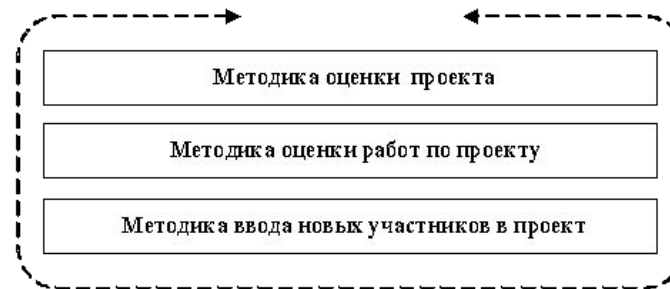 Методика оценки проекта
Методика оценки работ по проекту
Методика ввода новых участников в проект